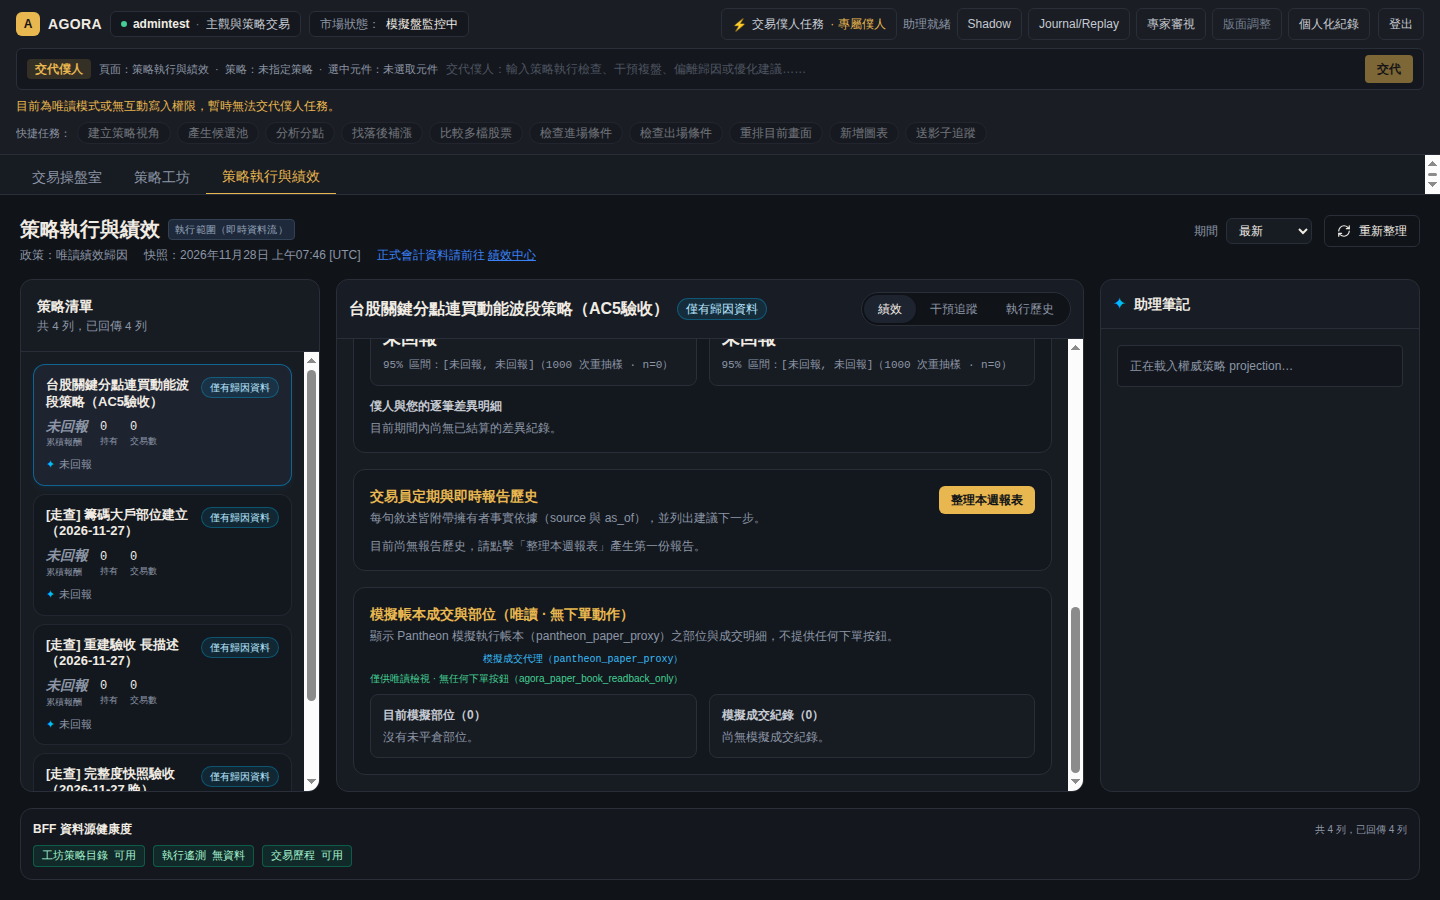 A AGORA admintest · 主觀與策略交易 市場狀態： 模擬盤監控中 ⚡ 交易僕人任務 · 專屬僕人 助理就緒 Shadow Journal/Replay 專家審視 版面調整 個人化紀錄 登出
交代僕人 頁面：策略執行與績效 · 策略：未指定策略 · 選中元件：未選取元件 交代僕人：輸入策略執行檢查、干預複盤、偏離歸因或優化建議…… 交代
目前為唯讀模式或無互動寫入權限，暫時無法交代僕人任務。
快捷任務： 建立策略視角 產生候選池 分析分點 找落後補漲 比較多檔股票 檢查進場條件 檢查出場條件 重排目前畫面 新增圖表 送影子追蹤
交易操盤室 策略工坊 策略執行與績效
策略執行與績效 執行範圍（即時資料流） 期間 最新 重新整理
政策：唯讀績效歸因 快照：2026年11月28日 上午07:46 [UTC] 正式會計資料請前往 績效中心
策略清單
共 4 列，已回傳 4 列
台股關鍵分點連買動能波段策略（AC5驗收） 僅有歸因資料
未回報 0 0
累積報酬 持有 交易數
✦ 未回報
[走查] 籌碼大戶部位建立（2026-11-27） 僅有歸因資料
未回報 0 0
累積報酬 持有 交易數
✦ 未回報
[走查] 重建驗收 長描述（2026-11-27） 僅有歸因資料
未回報 0 0
累積報酬 持有 交易數
✦ 未回報
[走查] 完整度快照驗收（2026-11-27 晚） 僅有歸因資料
台股關鍵分點連買動能波段策略（AC5驗收） 僅有歸因資料 績效 干預追蹤 執行歷史
未回報 未回報
95% 區間：[未回報, 未回報]（1000 次重抽樣 · n=0） 95% 區間：[未回報, 未回報]（1000 次重抽樣 · n=0）
僕人與您的逐筆差異明細
目前期間內尚無已結算的差異紀錄。
交易員定期與即時報告歷史 整理本週報表
每句敘述皆附帶擁有者事實依據（source 與 as_of），並列出建議下一步。
目前尚無報告歷史，請點擊「整理本週報表」產生第一份報告。
模擬帳本成交與部位（唯讀 · 無下單動作）
顯示 Pantheon 模擬執行帳本（pantheon_paper_proxy）之部位與成交明細，不提供任何下單按鈕。
模擬成交代理（pantheon_paper_proxy）
僅供唯讀檢視 · 無任何下單按鈕（agora_paper_book_readback_only）
目前模擬部位（0） 模擬成交紀錄（0）
沒有未平倉部位。 尚無模擬成交紀錄。
✦ 助理筆記
正在載入權威策略 projection…
BFF 資料源健康度 共 4 列，已回傳 4 列
工坊策略目錄 可用 執行遙測 無資料 交易歷程 可用